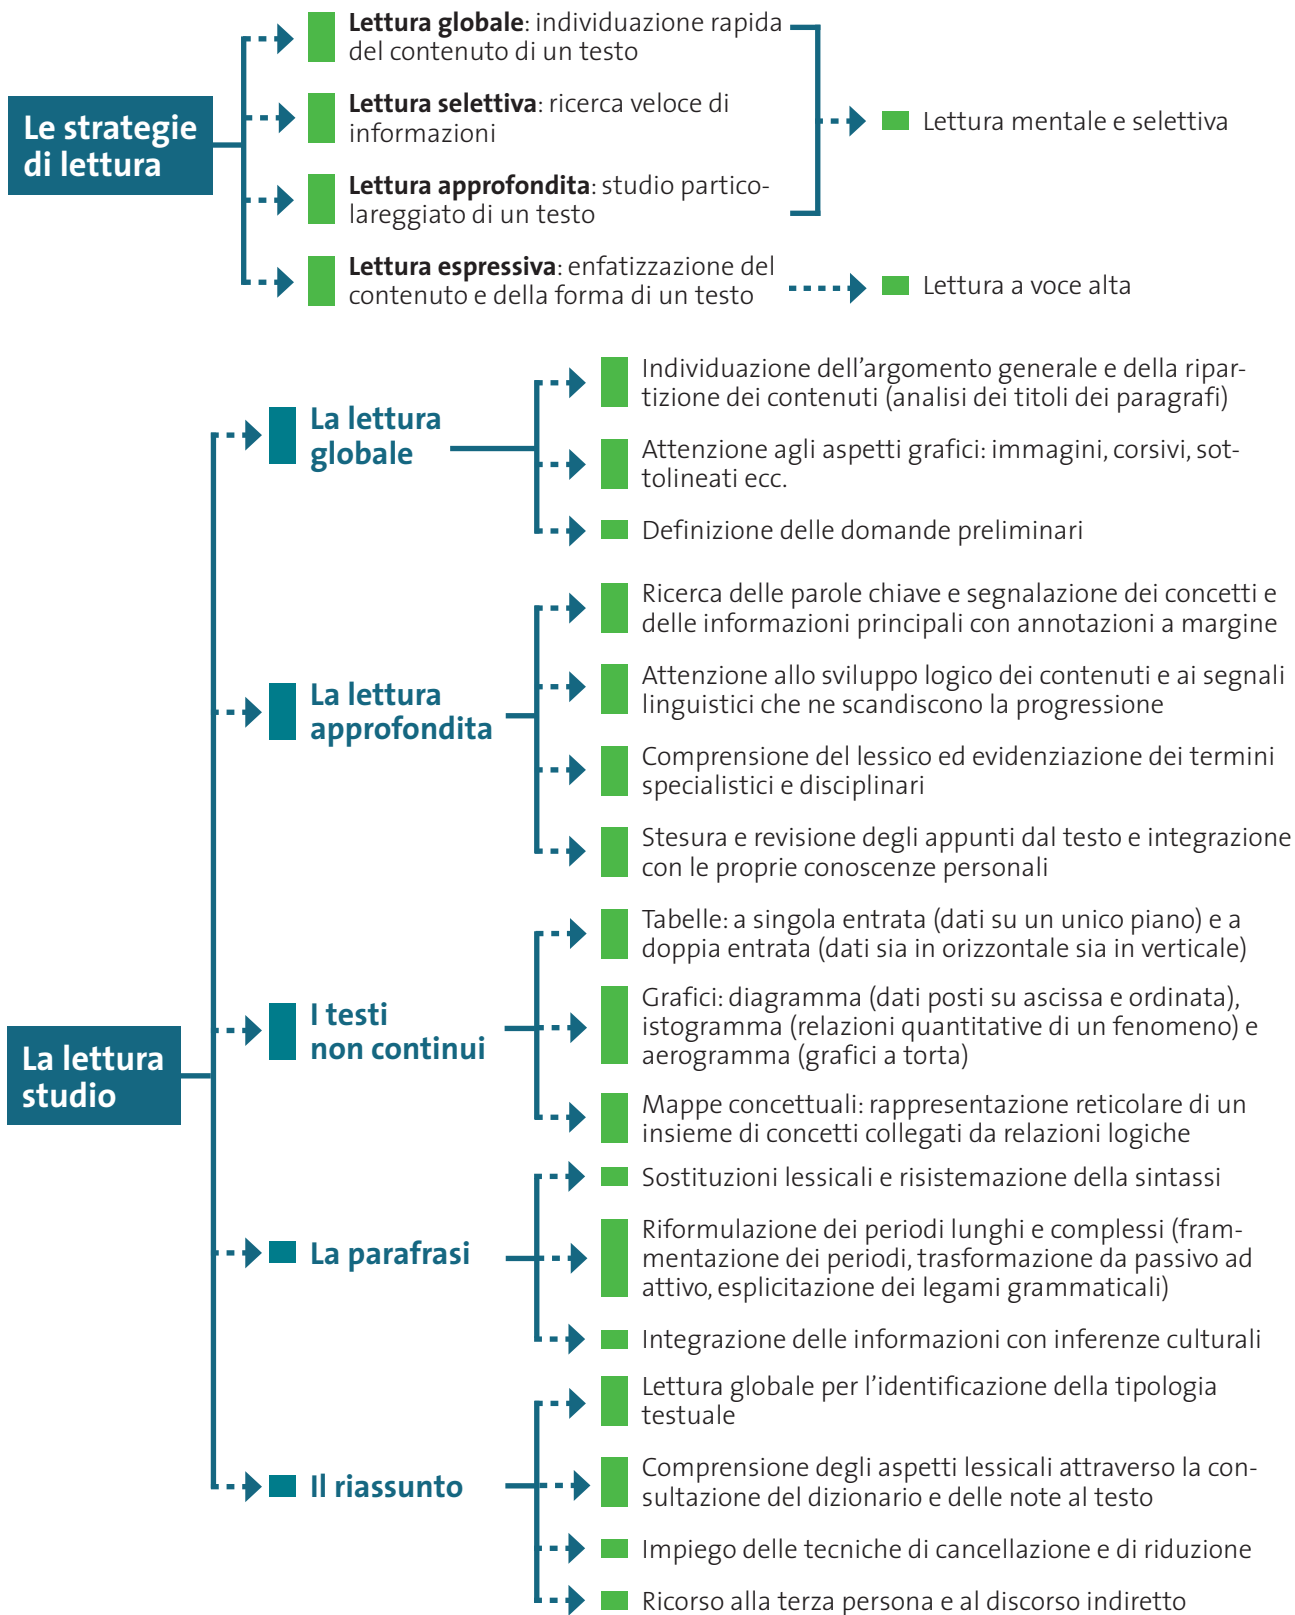 Le strategie
di lettura
Lettura globale: individuazione rapida
del contenuto di un testo
Lettura selettiva: ricerca veloce di
informazioni
Lettura approfondita: studio partico-
lareggiato di un testo
Lettura mentale e selettiva
Lettura espressiva: enfatizzazione del
contenuto e della forma di un testo
Lettura a voce alta
La lettura
studio
La lettura
globale
Individuazione dell'argomento generale e della ripar-
tizione dei contenuti (analisi dei titoli dei paragrafi)
Attenzione agli aspetti grafici: immagini, corsivi, sot-
tolineati ecc.
Definizione delle domande preliminari
La lettura
approfondita
Ricerca delle parole chiave e segnalazione dei concetti e
delle informazioni principali con annotazioni a margine
Attenzione allo sviluppo logico dei contenuti e ai segnali
linguistici che ne scandiscono la progressione
Comprensione del lessico ed evidenziazione dei termini
specialistici e disciplinari
Stesura e revisione degli appunti dal testo e integrazione
con le proprie conoscenze personali
I testi
non continui
Tabelle: a singola entrata (dati su un unico piano) e a
doppia entrata (dati sia in orizzontale sia in verticale)
Grafici: diagramma (dati posti su ascissa e ordinata),
istogramma (relazioni quantitative di un fenomeno) e
aerogramma (grafici a torta)
Mappe concettuali: rappresentazione reticolare di un
insieme di concetti collegati da relazioni logiche
La parafrasi
Sostituzioni lessicali e risistemazione della sintassi
Riformulazione dei periodi lunghi e complessi (fram-
mentazione dei periodi, trasformazione da passivo ad
attivo, esplicitazione dei legami grammaticali)
Integrazione delle informazioni con inferenze culturali
Il riassunto
Lettura globale per l'identificazione della tipologia
testuale
Comprensione degli aspetti lessicali attraverso la con-
sultazione del dizionario e delle note al testo
Impiego delle tecniche di cancellazione e di riduzione
Ricorso alla terza persona e al discorso indiretto